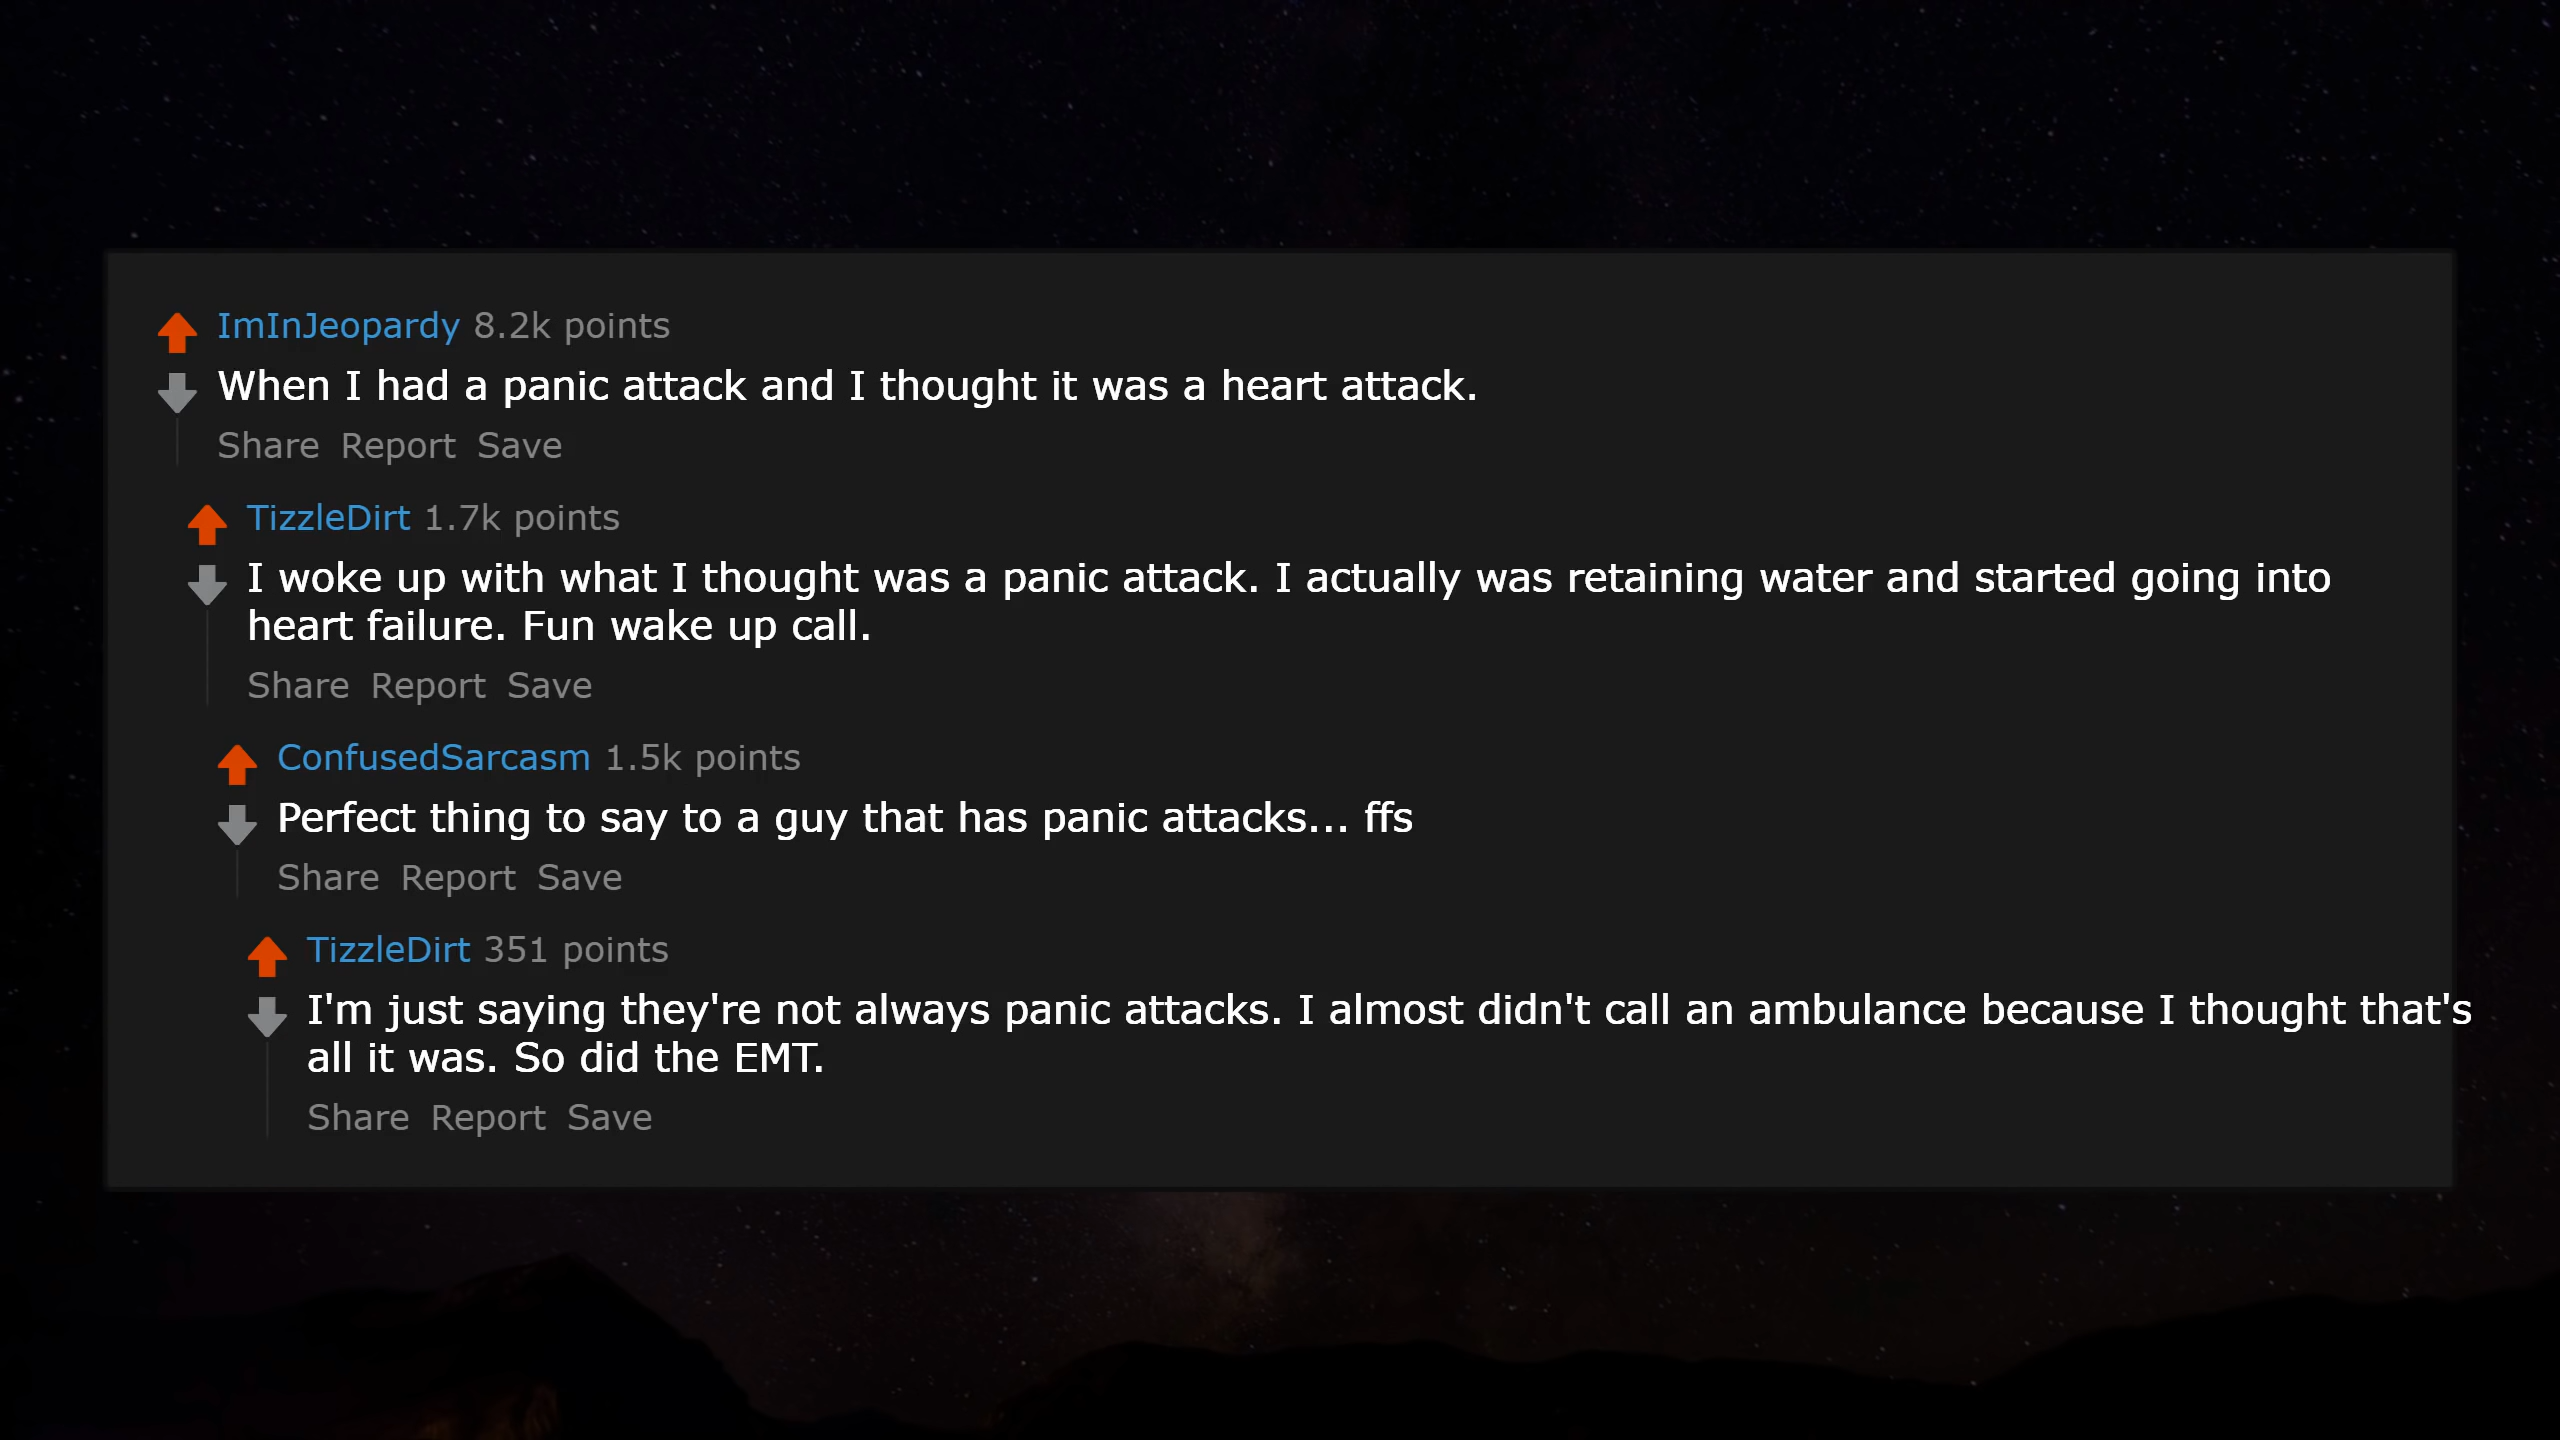 ImInJeopardy 8.2k points
When I had a panic attack and I thought it was a heart attack.
Share Report Save
TizzleDirt 1.7k points
I woke up with what I thought was a panic attack. I actually was retaining water and started going into
heart failure. Fun wake up call.
Share Report Save
ConfusedSarcasm 1.5k points
Perfect thing to say to a guy that has panic attacks... ffs
Share Report Save
TizzleDirt 351 points
I'm just saying they're not always panic attacks. I almost didn't call an ambulance because I thought that's
all it was. So did the EMT.
Share Report Save